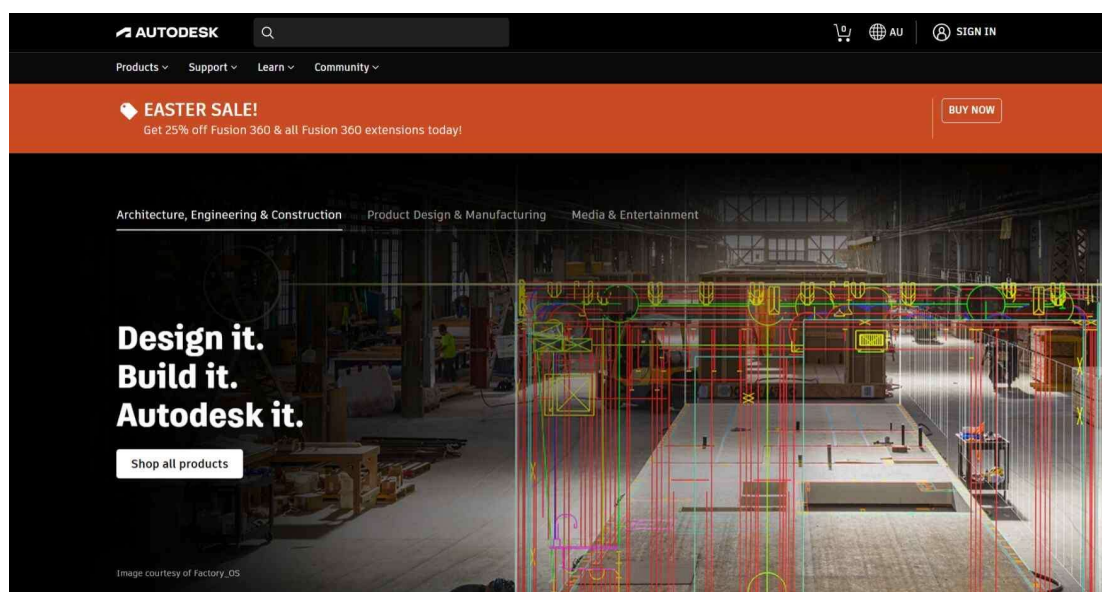 AUTODESK
0
AU
SIGN IN
Products
Support
Learn
Community
EASTER SALE!
Get 25% off Fusion 360 & all Fusion 360 extensions today!
BUY NOW
Architecture, Engineering & Construction
Product Design & Manufacturing
Media & Entertainment
Design it.
Build it.
Autodesk it.
Shop all products
Image courtesy of Factory_OS